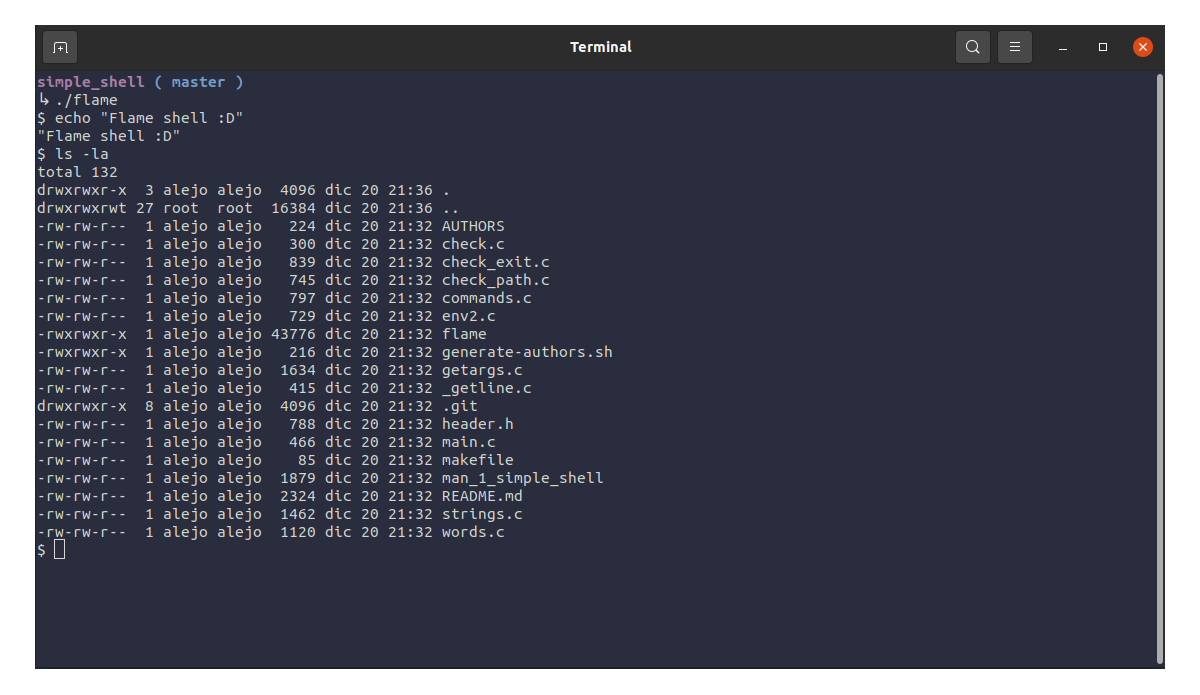 Terminal
simple_shell ( master )
↳ ./flame
$ echo "Flame shell :D"
"Flame shell :D"
$ ls -la
total 132
drwxrwxr-x  3 alejo alejo  4096 dic 20 21:36 .
drwxrwxrwt 27 root  root  16384 dic 20 21:36 ..
-rw-rw-r--  1 alejo alejo   224 dic 20 21:32 AUTHORS
-rw-rw-r--  1 alejo alejo   300 dic 20 21:32 check.c
-rw-rw-r--  1 alejo alejo   839 dic 20 21:32 check_exit.c
-rw-rw-r--  1 alejo alejo   745 dic 20 21:32 check_path.c
-rw-rw-r--  1 alejo alejo   797 dic 20 21:32 commands.c
-rw-rw-r--  1 alejo alejo   729 dic 20 21:32 env2.c
-rwxrwxr-x  1 alejo alejo 43776 dic 20 21:32 flame
-rwxrwxr-x  1 alejo alejo   216 dic 20 21:32 generate-authors.sh
-rw-rw-r--  1 alejo alejo  1634 dic 20 21:32 getargs.c
-rw-rw-r--  1 alejo alejo   415 dic 20 21:32 _getline.c
drwxrwxr-x  8 alejo alejo  4096 dic 20 21:32 .git
-rw-rw-r--  1 alejo alejo   788 dic 20 21:32 header.h
-rw-rw-r--  1 alejo alejo   466 dic 20 21:32 main.c
-rw-rw-r--  1 alejo alejo    85 dic 20 21:32 makefile
-rw-rw-r--  1 alejo alejo  1879 dic 20 21:32 man_1_simple_shell
-rw-rw-r--  1 alejo alejo  2324 dic 20 21:32 README.md
-rw-rw-r--  1 alejo alejo  1462 dic 20 21:32 strings.c
-rw-rw-r--  1 alejo alejo  1120 dic 20 21:32 words.c
$